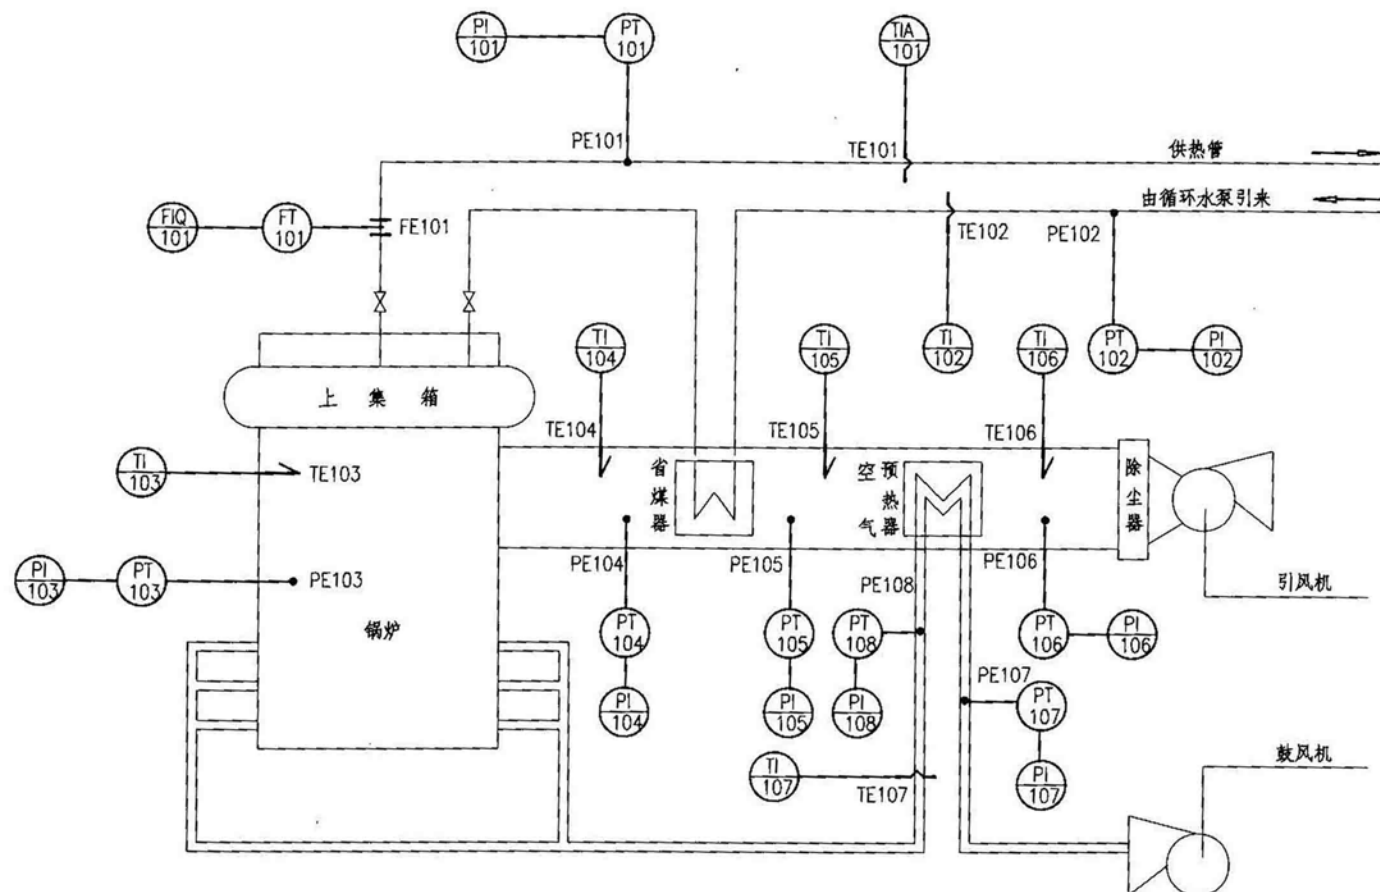 PI
101
PT
101
TIA
101
PE101
TE101
供热管
由循环水泵引来
FIQ
101
FT
101
FE101
TE102
PE102
TI
104
TI
105
TI
102
TI
106
PT
102
PI
102
上集箱
TE104
TE105
TE106
TI
103
TE103
省煤器
空气预热器
除尘器
PI
103
PT
103
PE103
PE104
PE105
PE108
PE106
引风机
锅炉
PT
104
PT
105
PT
108
PT
106
PI
106
PE107
PI
104
PI
105
PI
108
PT
107
TI
107
TE107
PI
107
鼓风机